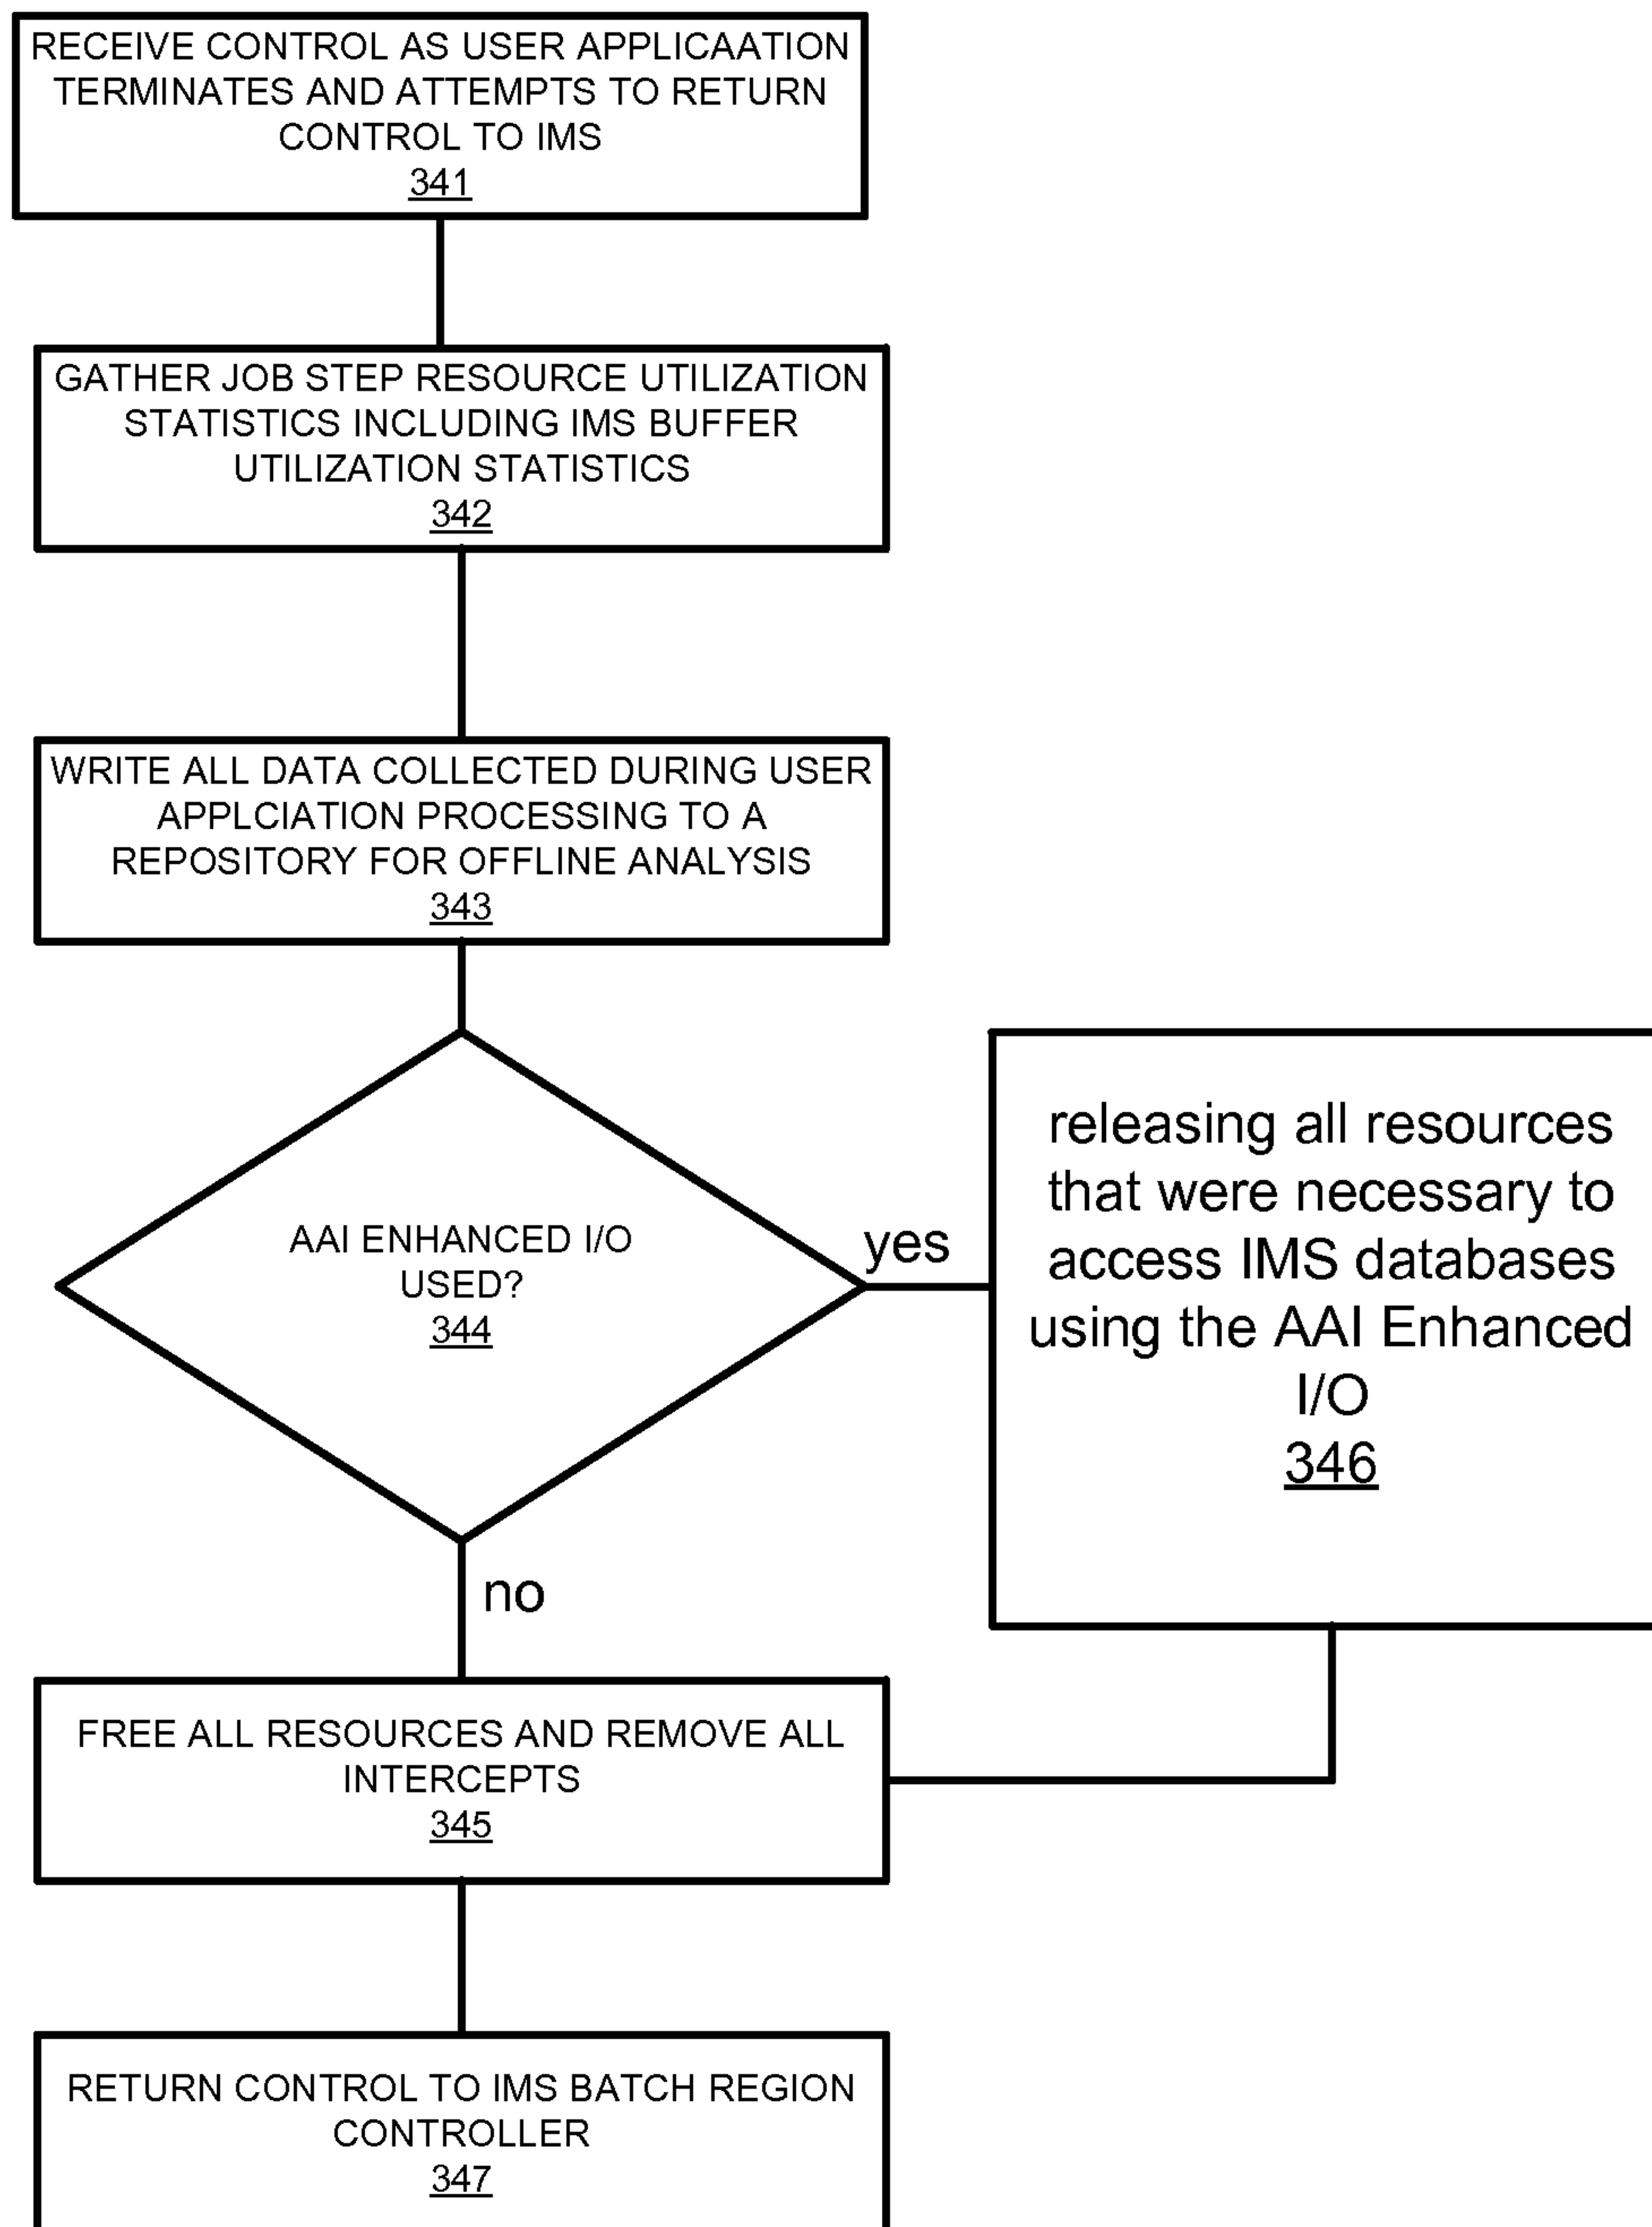 RECEIVE CONTROL AS USER APPLICAATION
TERMINATES AND ATTEMPTS TO RETURN
CONTROL TO IMS
341
GATHER JOB STEP RESOURCE UTILIZATION
STATISTICS INCLUDING IMS BUFFER
UTILIZATION STATISTICS
342
WRITE ALL DATA COLLECTED DURING USER
APPLCIATION PROCESSING TO A
REPOSITORY FOR OFFLINE ANALYSIS
343
AAI ENHANCED I/O
USED?
344
yes
releasing all resources
that were necessary to
access IMS databases
using the AAI Enhanced
I/O
346
no
FREE ALL RESOURCES AND REMOVE ALL
INTERCEPTS
345
RETURN CONTROL TO IMS BATCH REGION
CONTROLLER
347